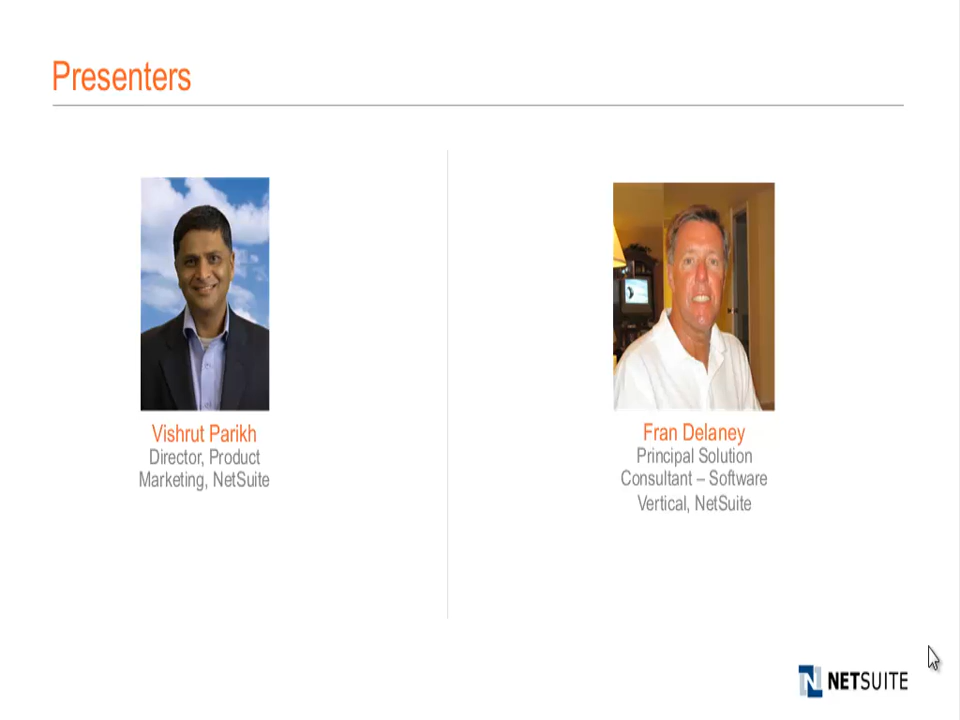 Presenters
Vishrut Parikh
Director, Product
Marketing, NetSuite
Fran Delaney
Principal Solution
Consultant – Software
Vertical, NetSuite
NETSUITE